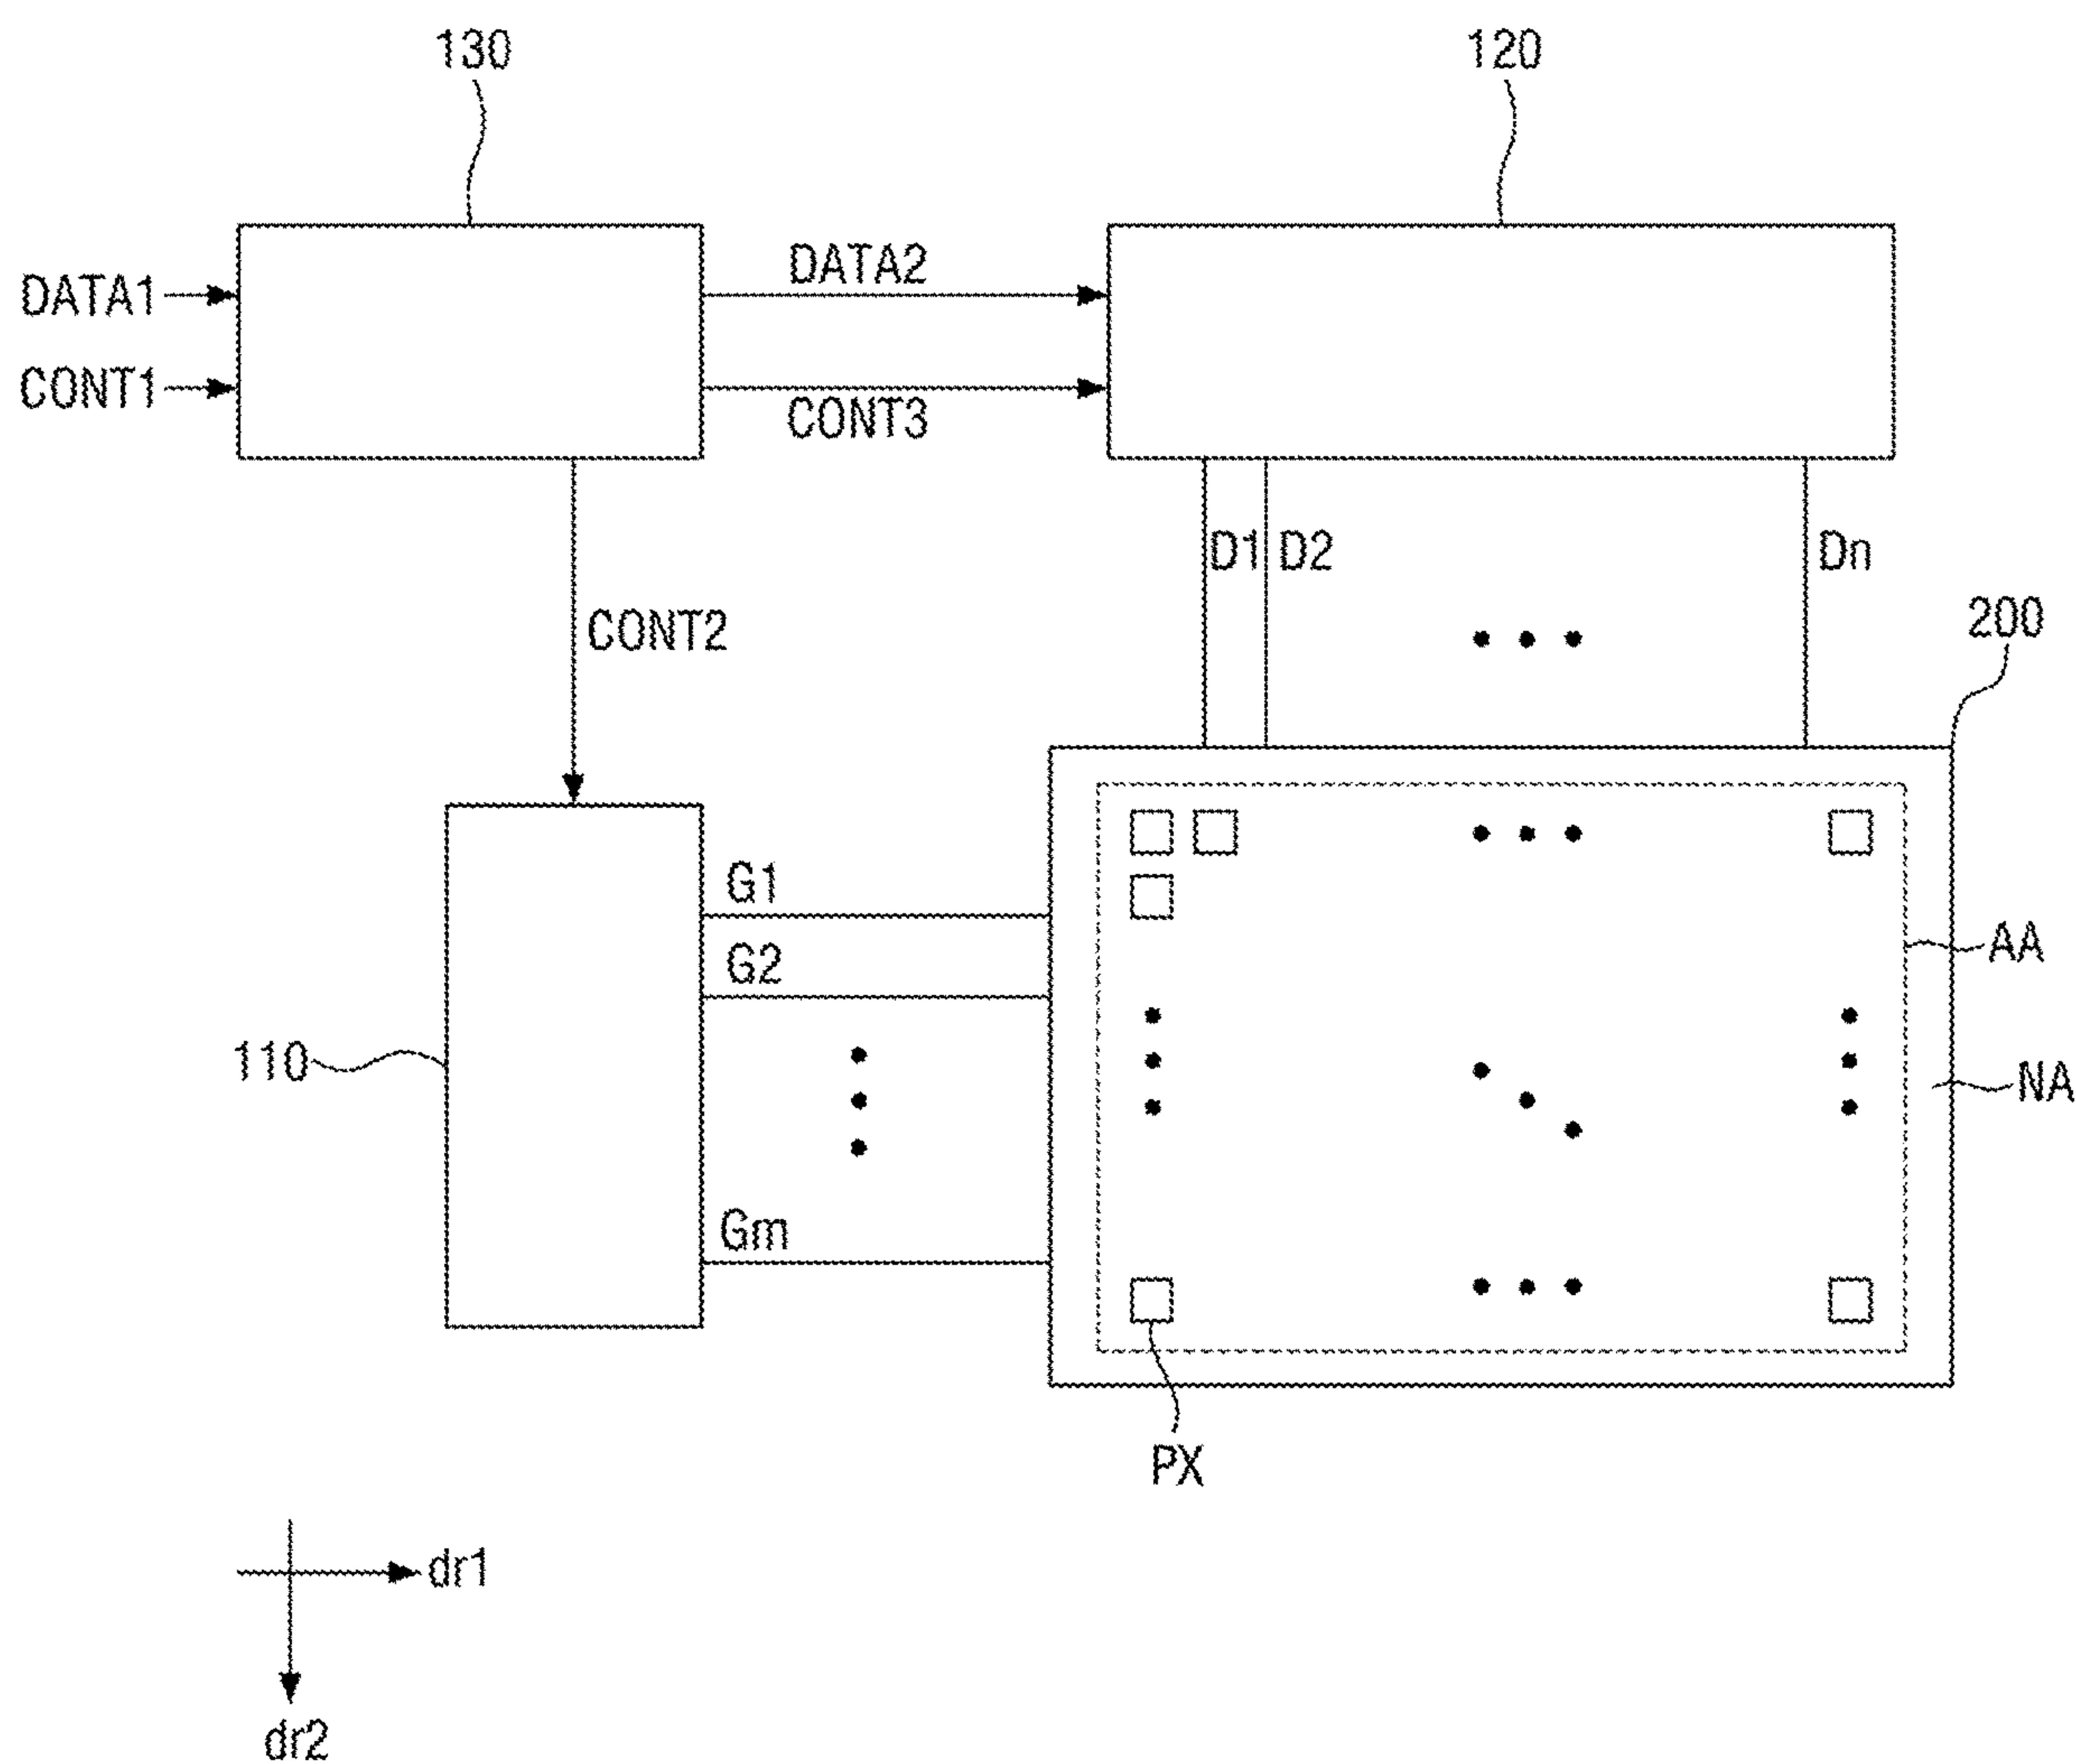 130
120
DATA1
DATA2
CONT1
CONT3
D1
D2
Dn
CONT2
200
G1
G2
AA
110
NA
Gm
PX
dr1
dr2